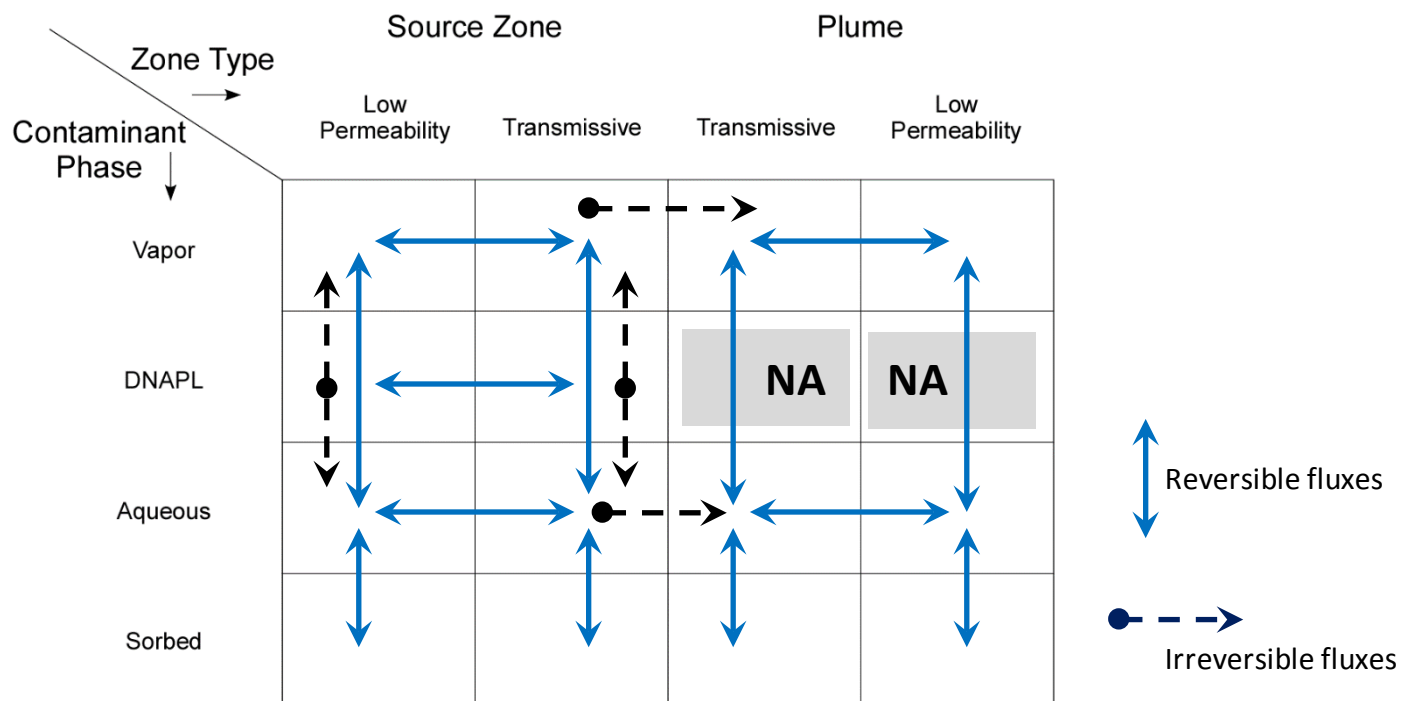 Source Zone
Plume
Zone Type
Contaminant
Phase
Low
Permeability
Transmissive
Transmissive
Low
Permeability
Vapor
DNAPL
NA
NA
Aqueous
Sorbed
Reversible fluxes
Irreversible fluxes